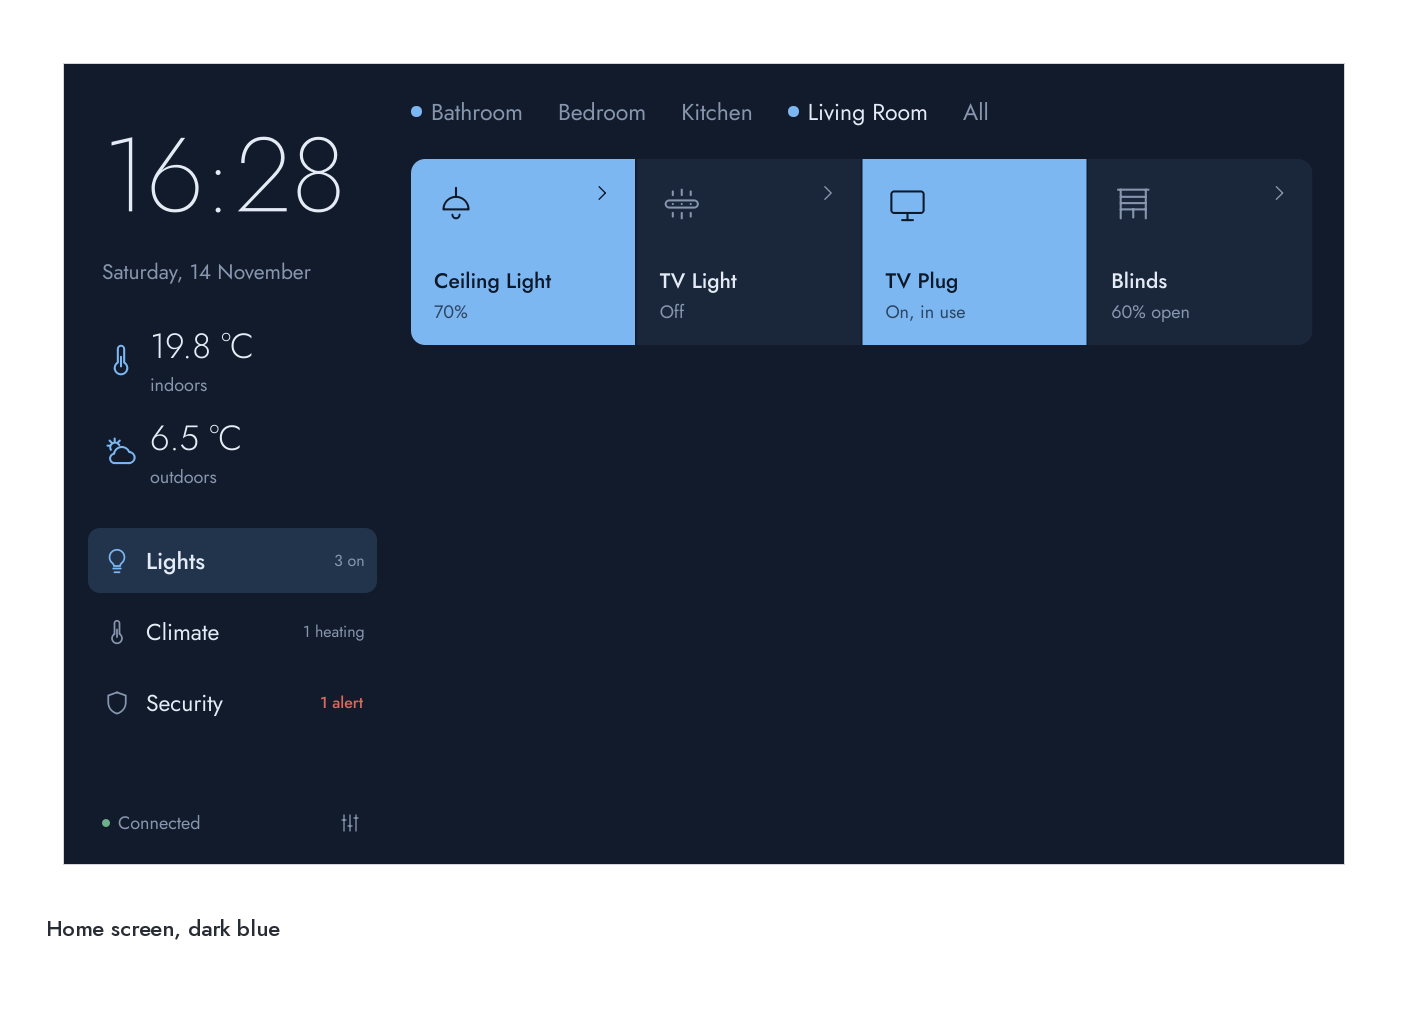 16:28
Saturday, 14 November
19.8 °C
indoors
6.5 °C
outdoors
Lights 3 on
Climate 1 heating
Security 1 alert
Connected
Bathroom Bedroom Kitchen Living Room All
Ceiling Light
70%
TV Light
Off
TV Plug
On, in use
Blinds
60% open
Home screen, dark blue